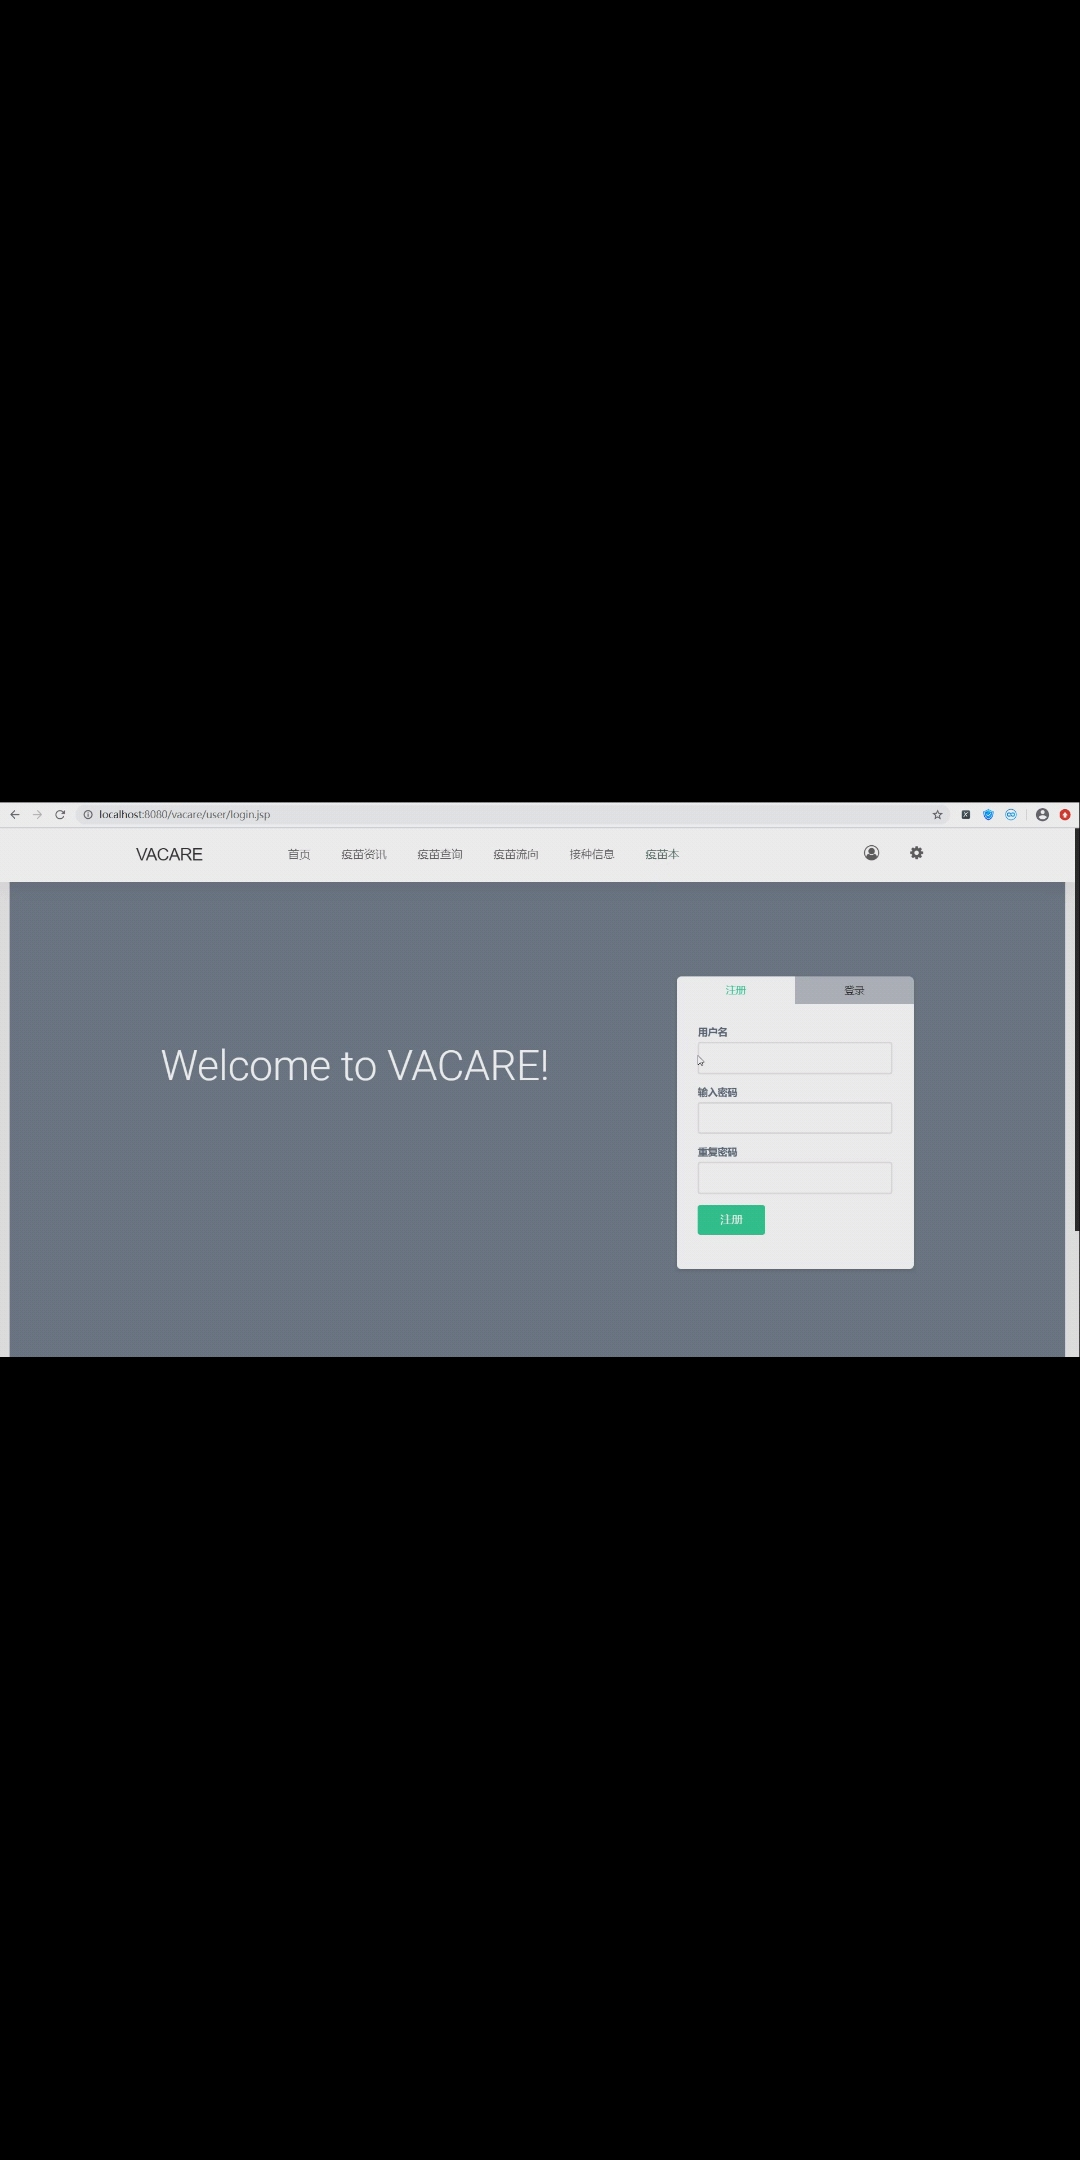 localhost:8080/vacare/user/login.jsp
VACARE 首页 疫苗资讯 疫苗查询 疫苗流向 接种信息 疫苗本
注册 登录
用户名
Welcome to VACARE!
输入密码
重复密码
注册